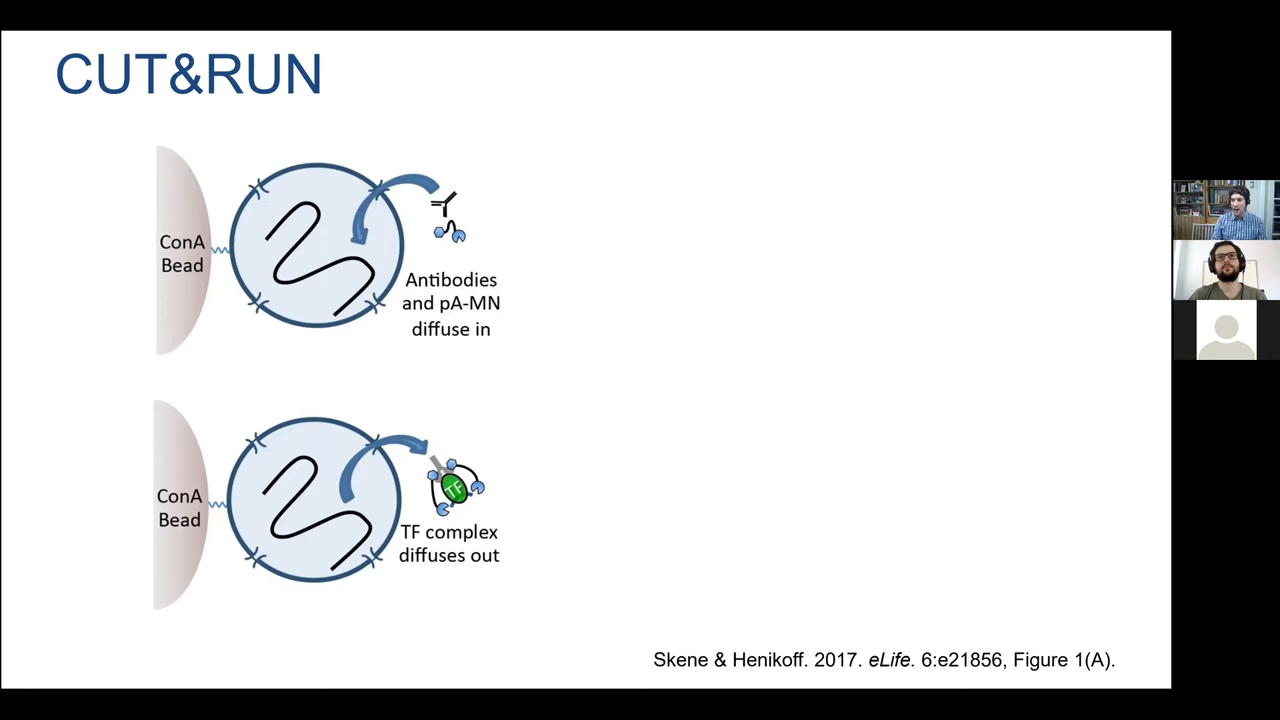 CUT&RUN
ConA
Bead
Antibodies
and pA-MN
diffuse in
ConA
Bead
TF
TF complex
diffuses out
Skene & Henikoff. 2017. eLife. 6:e21856, Figure 1(A).